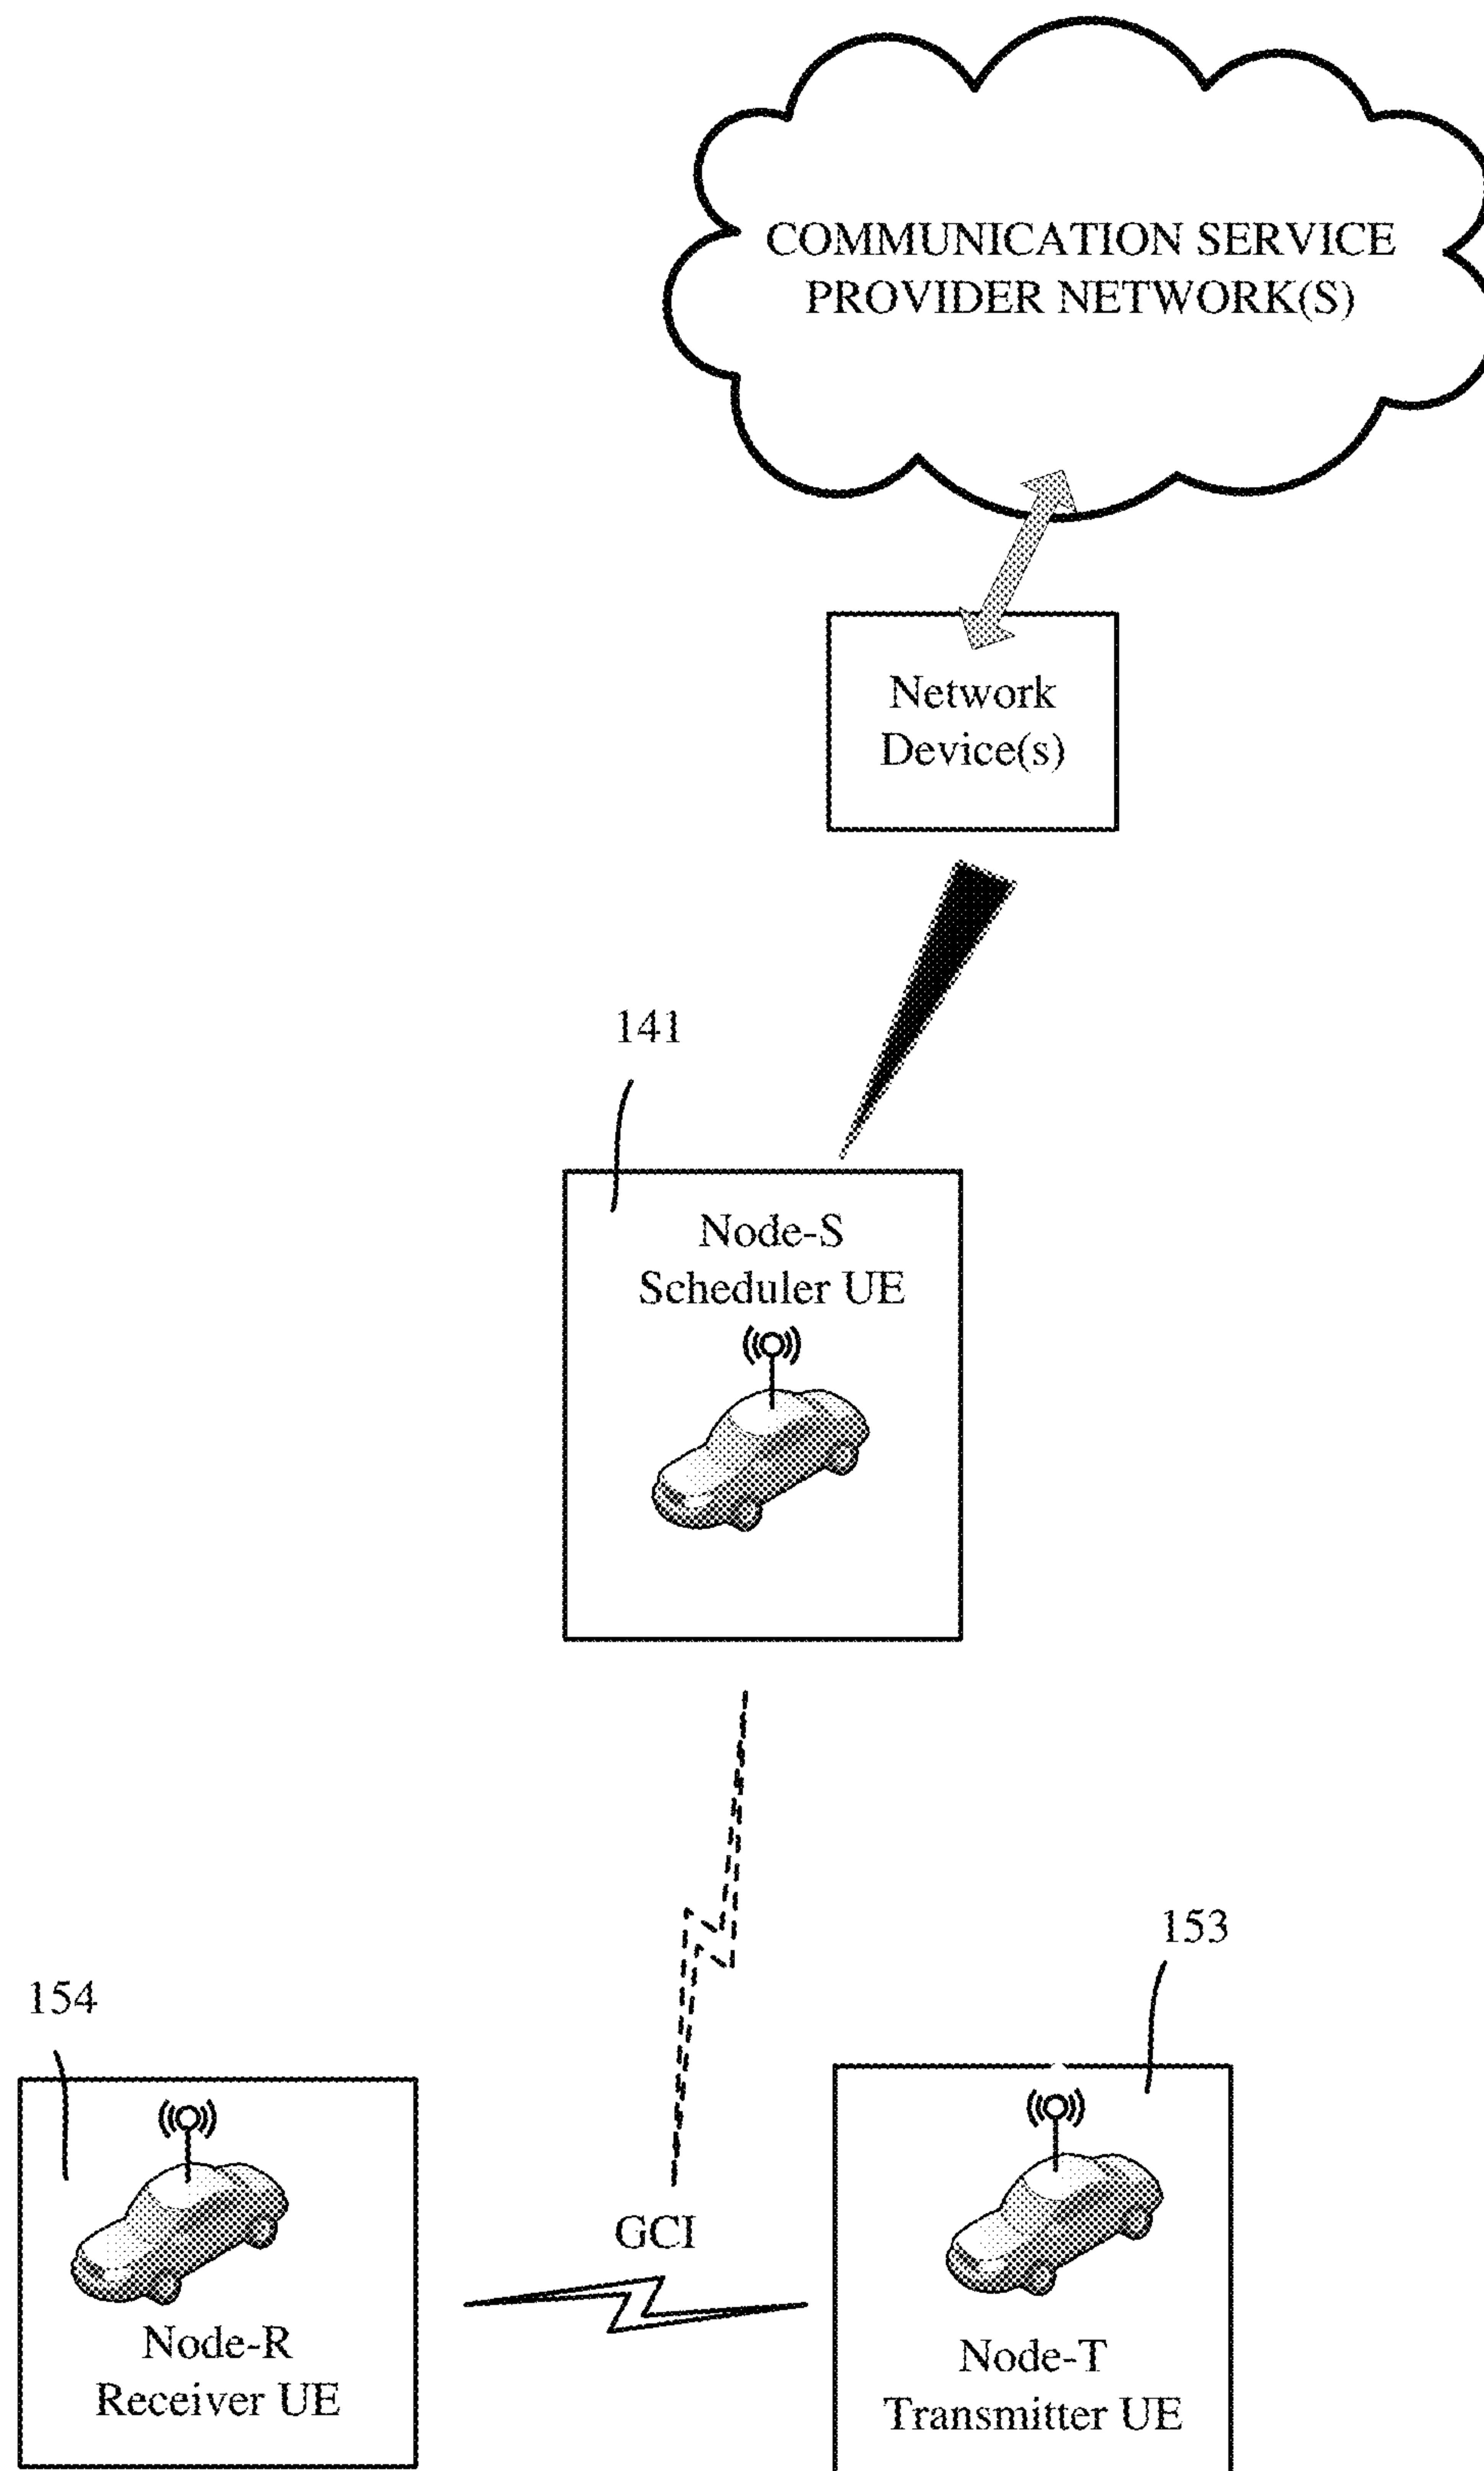 COMMUNICATION SERVICE
PROVIDER NETWORK(S)
Network
Device(s)
141
Node-S
Scheduler UE
153
154
GCI
Node-R
Receiver UE
Node-T
Transmitter UE